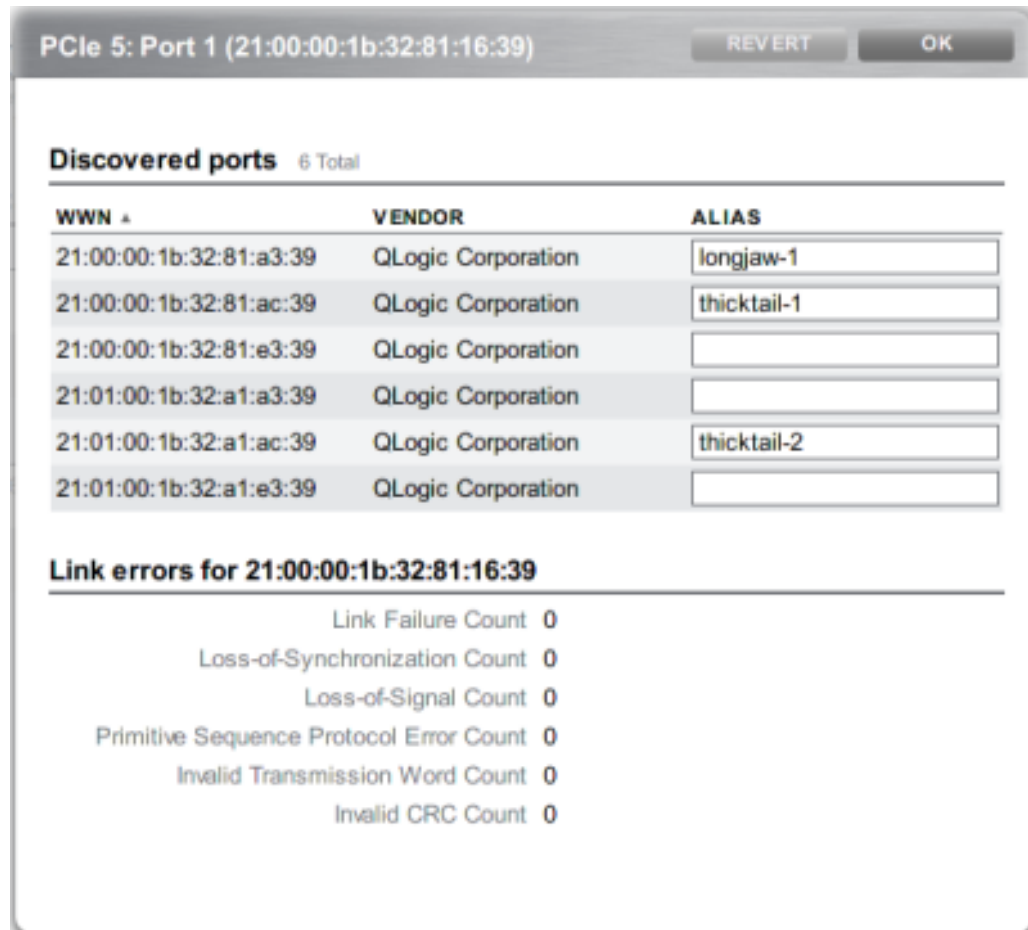 PCIe 5: Port 1 (21:00:00:1b:32:81:16:39) REVERT OK
Discovered ports 6 Total
WWN ▲ VENDOR ALIAS
21:00:00:1b:32:81:a3:39 QLogic Corporation longjaw-1
21:00:00:1b:32:81:ac:39 QLogic Corporation thicktail-1
21:00:00:1b:32:81:e3:39 QLogic Corporation
21:01:00:1b:32:a1:a3:39 QLogic Corporation
21:01:00:1b:32:a1:ac:39 QLogic Corporation thicktail-2
21:01:00:1b:32:a1:e3:39 QLogic Corporation
Link errors for 21:00:00:1b:32:81:16:39
Link Failure Count 0
Loss-of-Synchronization Count 0
Loss-of-Signal Count 0
Primitive Sequence Protocol Error Count 0
Invalid Transmission Word Count 0
Invalid CRC Count 0